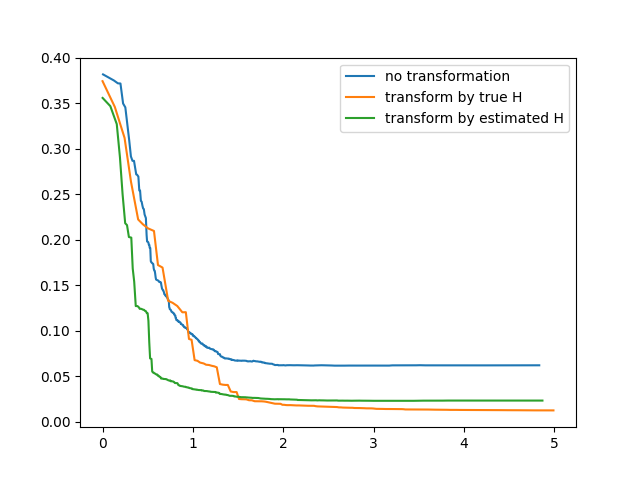 0.40
0.35
0.30
0.25
0.20
0.15
0.10
0.05
0.00
0 1 2 3 4 5
no transformation
transform by true H
transform by estimated H